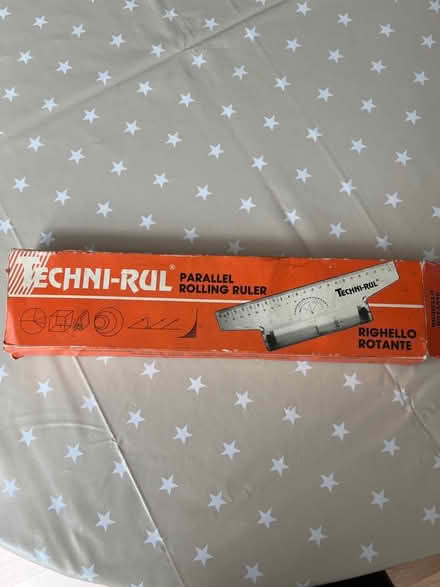 TECHNI-RUL®
PARALLEL
ROLLING RULER
TECHNI-RUL®
RIGHELLO
ROTANTE